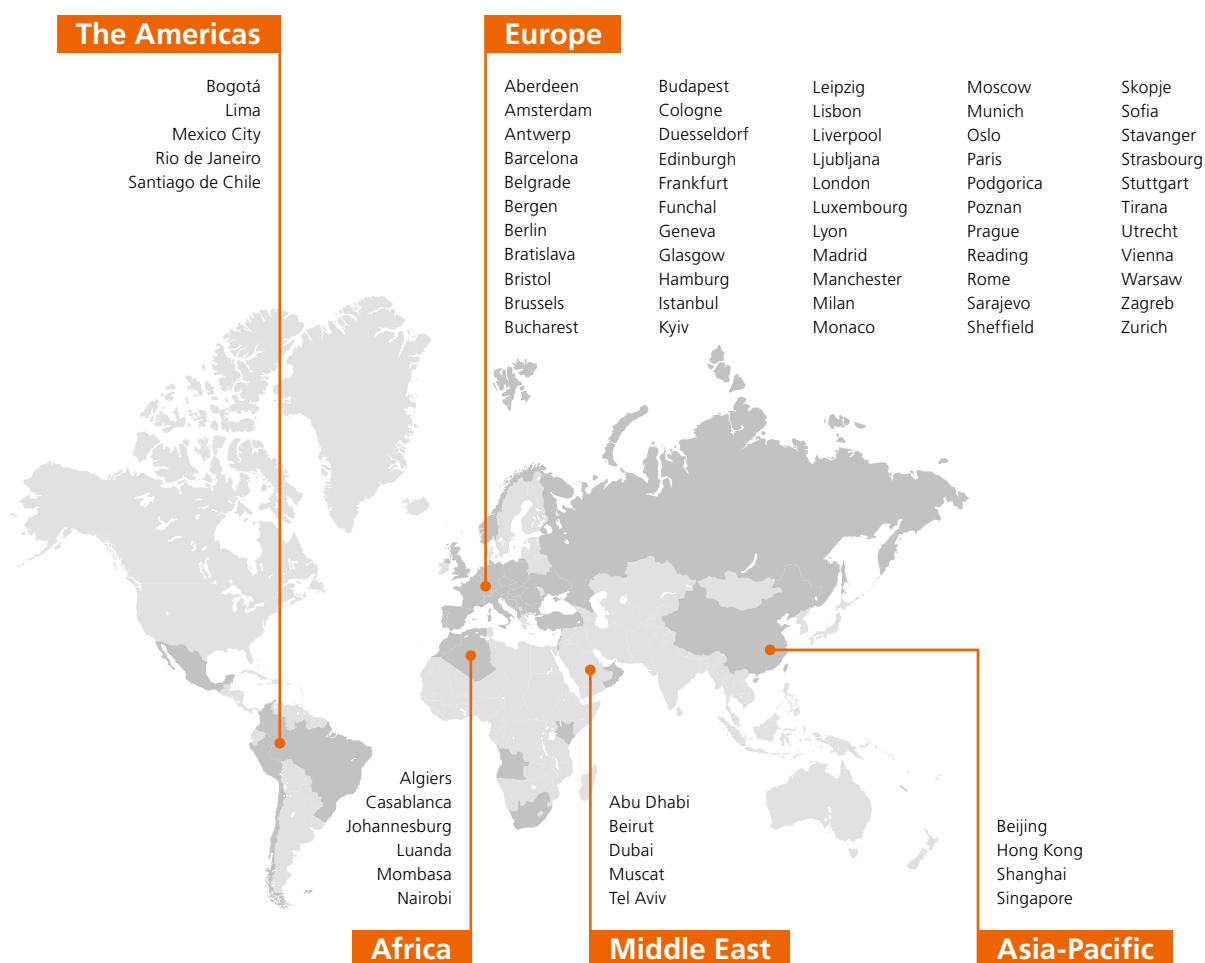 The Americas
Bogotá
Lima
Mexico City
Rio de Janeiro
Santiago de Chile
Europe
Aberdeen
Amsterdam
Antwerp
Barcelona
Belgrade
Bergen
Berlin
Bratislava
Bristol
Brussels
Bucharest
Budapest
Cologne
Duesseldorf
Edinburgh
Frankfurt
Funchal
Geneva
Glasgow
Hamburg
Istanbul
Kyiv
Leipzig
Lisbon
Liverpool
Ljubljana
London
Luxembourg
Lyon
Madrid
Manchester
Milan
Monaco
Moscow
Munich
Oslo
Paris
Podgorica
Poznan
Prague
Reading
Rome
Sarajevo
Sheffield
Skopje
Sofia
Stavanger
Strasbourg
Stuttgart
Tirana
Utrecht
Vienna
Warsaw
Zagreb
Zurich
Algiers
Casablanca
Johannesburg
Luanda
Mombasa
Nairobi
Africa
Abu Dhabi
Beirut
Dubai
Muscat
Tel Aviv
Middle East
Beijing
Hong Kong
Shanghai
Singapore
Asia-Pacific